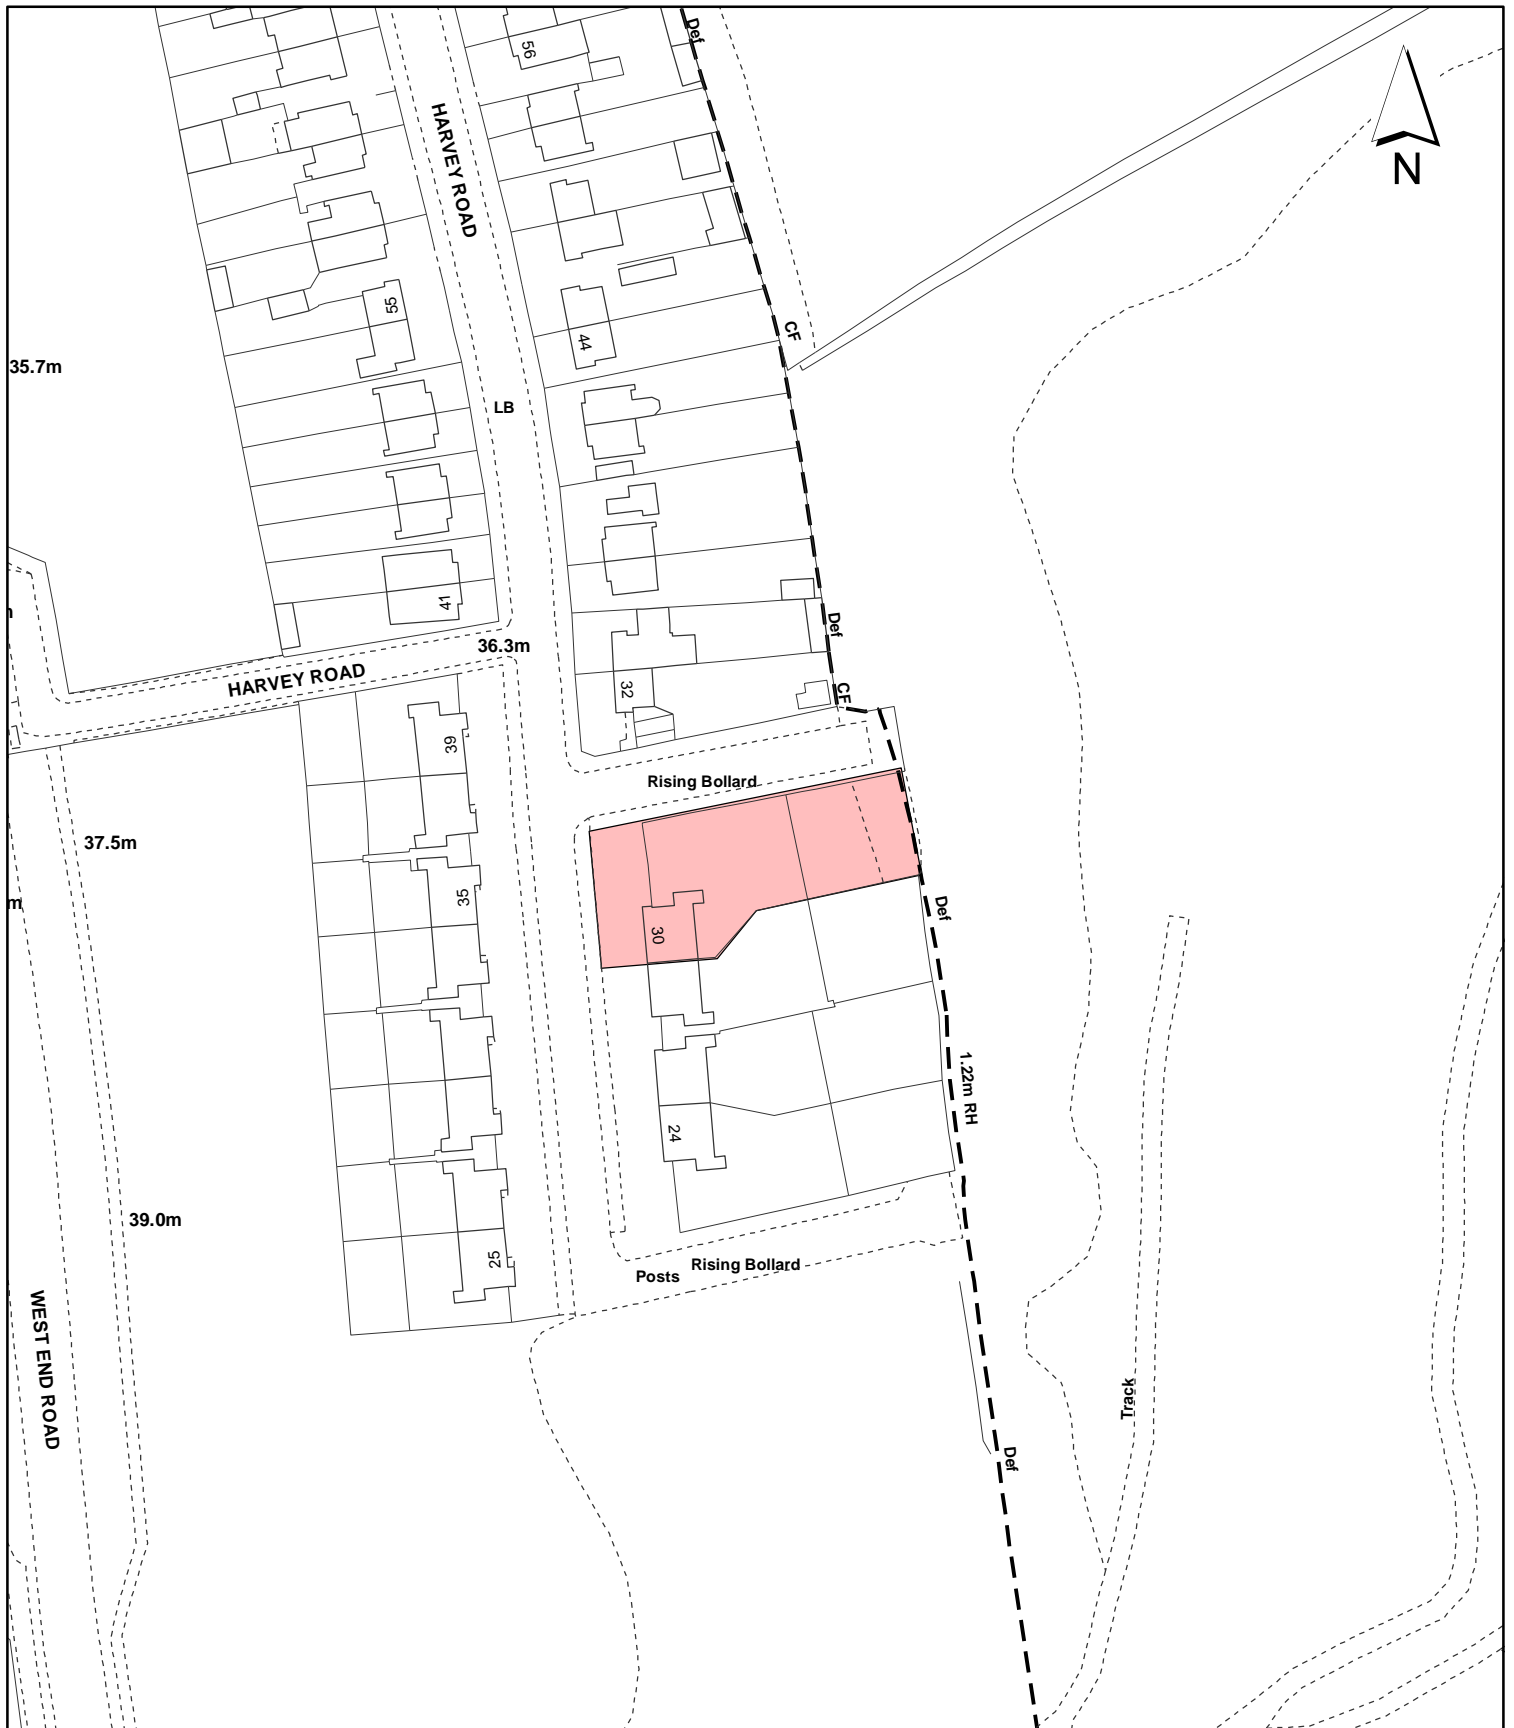 Def
56
HARVEY ROAD
N
CF
55
44
35.7m
LB
41
Def
36.3m
HARVEY ROAD
32
CF
39
Rising Bollard
37.5m
35
30
Def
1.22m RH
24
39.0m
25
Rising Bollard
Posts
WEST END ROAD
Track
Def